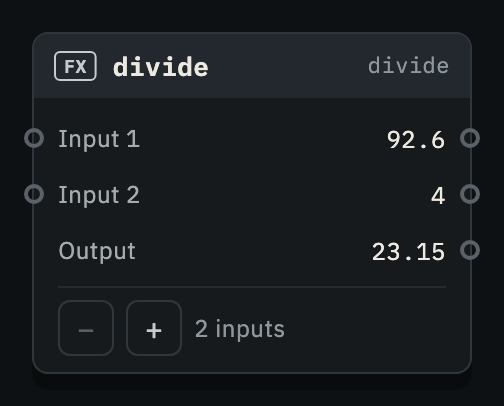 FX divide divide
Input 1 92.6
Input 2 4
Output 23.15
− + 2 inputs